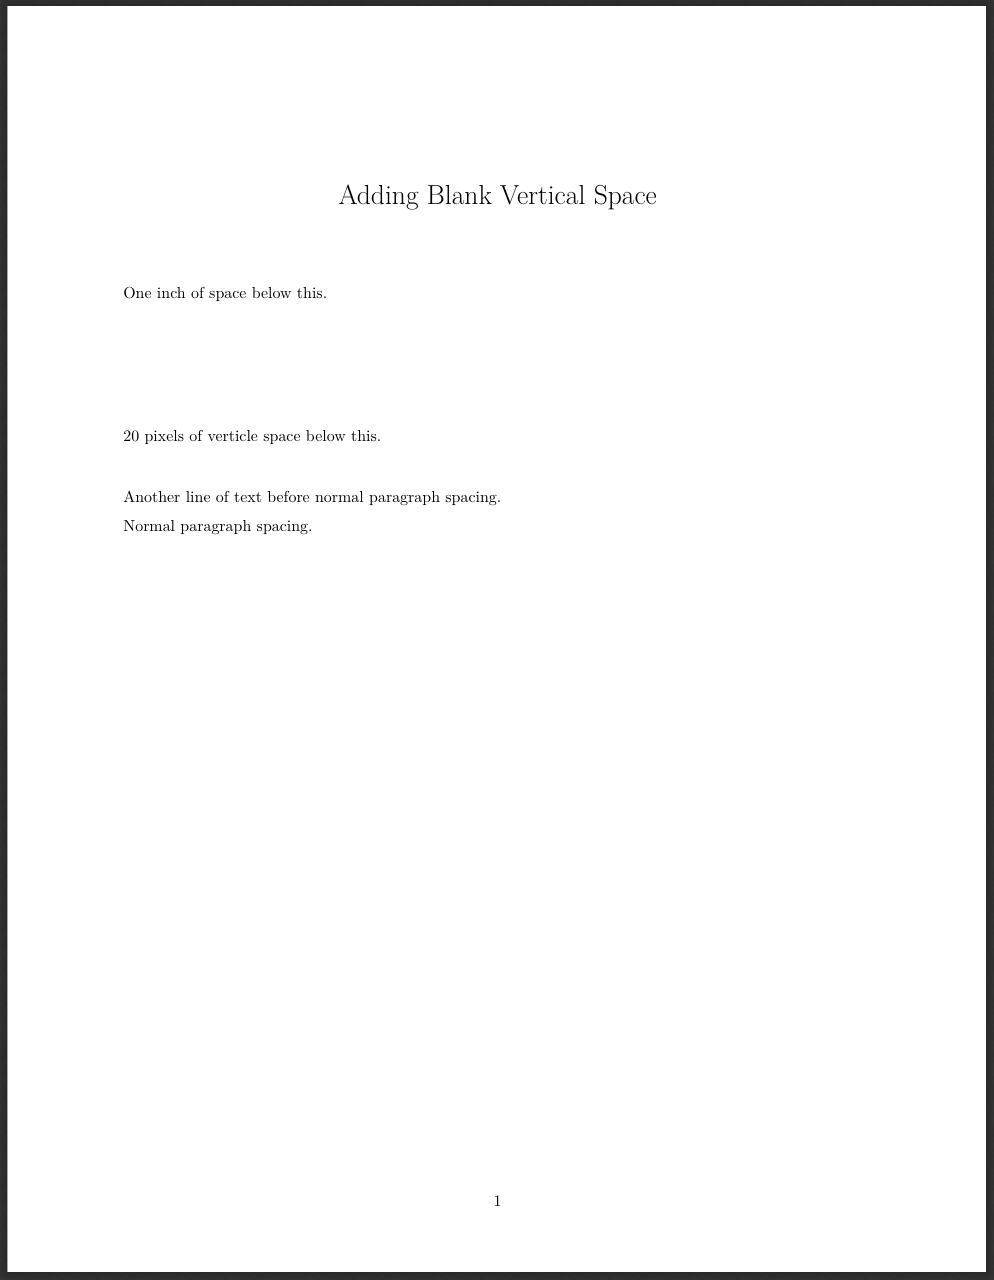 Adding Blank Vertical Space
One inch of space below this.
20 pixels of verticle space below this.
Another line of text before normal paragraph spacing.
Normal paragraph spacing.
1